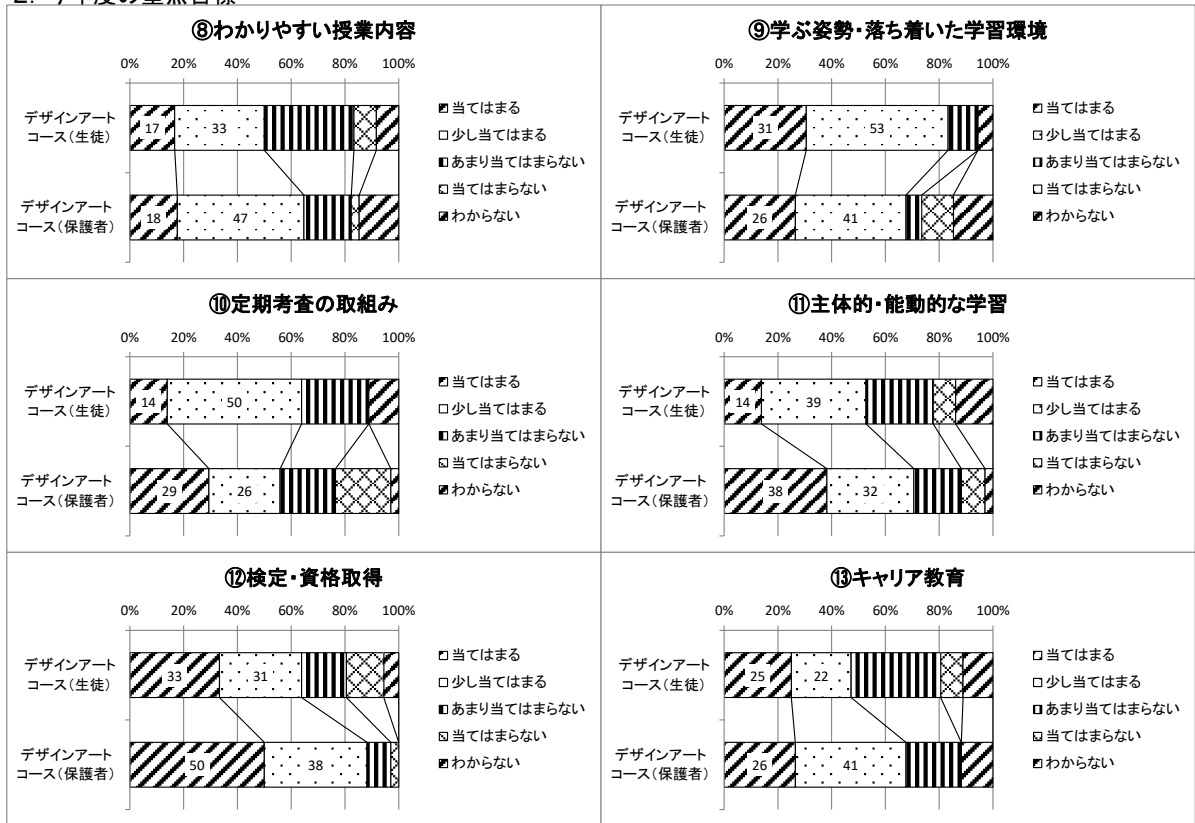 2. 今年度の重点目標
⑧わかりやすい授業内容
0% 20% 40% 60% 80% 100%
デザインアート
コース(生徒)
17 33
デザインアート
コース(保護者)
18 47
当てはまる
少し当てはまる
あまり当てはまらない
当てはまらない
わからない
⑨学ぶ姿勢・落ち着いた学習環境
0% 20% 40% 60% 80% 100%
デザインアート
コース(生徒)
31 53
デザインアート
コース(保護者)
26 41
当てはまる
少し当てはまる
あまり当てはまらない
当てはまらない
わからない
⑩定期考査の取組み
0% 20% 40% 60% 80% 100%
デザインアート
コース(生徒)
14 50
デザインアート
コース(保護者)
29 26
当てはまる
少し当てはまる
あまり当てはまらない
当てはまらない
わからない
⑪主体的・能動的な学習
0% 20% 40% 60% 80% 100%
デザインアート
コース(生徒)
14 39
デザインアート
コース(保護者)
38 32
当てはまる
少し当てはまる
あまり当てはまらない
当てはまらない
わからない
⑫検定・資格取得
0% 20% 40% 60% 80% 100%
デザインアート
コース(生徒)
33 31
デザインアート
コース(保護者)
50 38
当てはまる
少し当てはまる
あまり当てはまらない
当てはまらない
わからない
⑬キャリア教育
0% 20% 40% 60% 80% 100%
デザインアート
コース(生徒)
25 22
デザインアート
コース(保護者)
26 41
当てはまる
少し当てはまる
あまり当てはまらない
当てはまらない
わからない